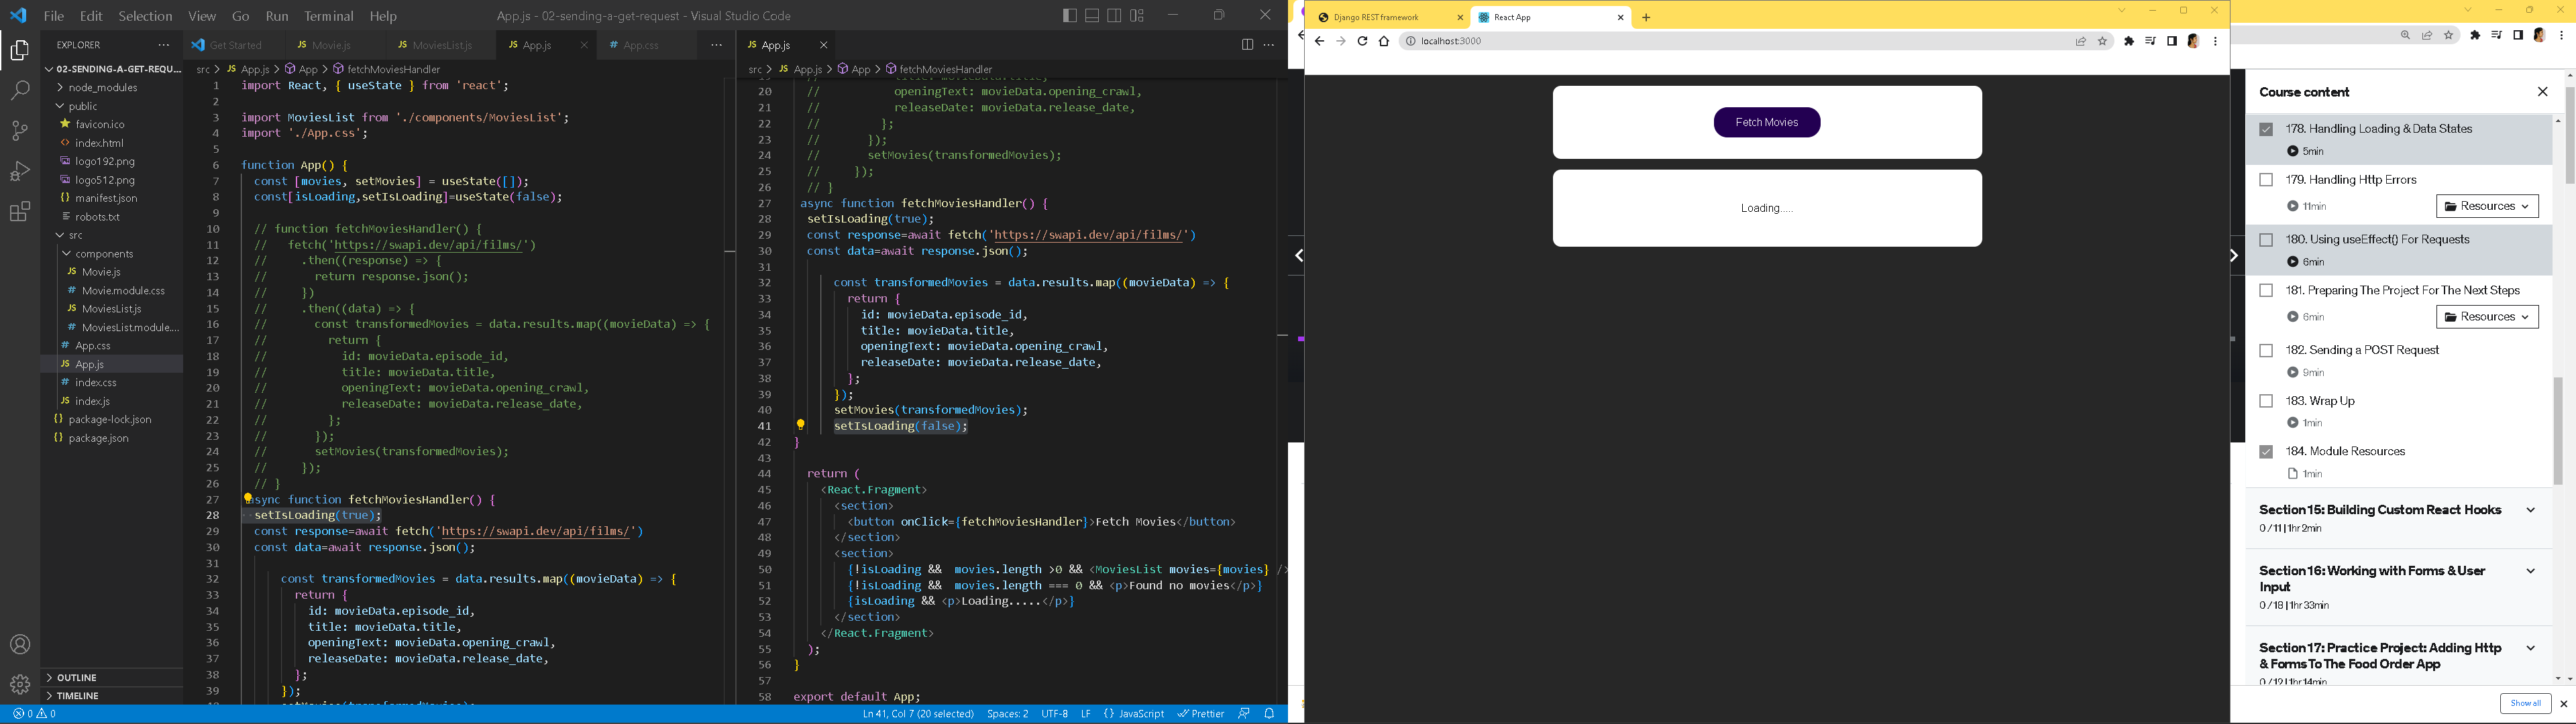 File Edit Selection View Go Run Terminal Help
App.js - 02-sending-a-get-request - Visual Studio Code
EXPLORER
02-SENDING-A-GET-REQU...
node_modules
public
favicon.ico
index.html
logo192.png
logo512.png
manifest.json
robots.txt
src
components
Movie.js
Movie.module.css
MoviesList.js
MoviesList.module....
App.css
App.js
index.css
index.js
package-lock.json
package.json
OUTLINE
TIMELINE
Get Started Movie.js MoviesList.js App.js App.css
src > App.js > App > fetchMoviesHandler
1 import React, { useState } from 'react';
2
3 import MoviesList from './components/MoviesList';
4 import './App.css';
5
6 function App() {
7 const [movies, setMovies] = useState([]);
8 const[isLoading,setIsLoading]=useState(false);
9
10 // function fetchMoviesHandler() {
11 // fetch('https://swapi.dev/api/films/')
12 // .then((response) => {
13 // return response.json();
14 // })
15 // .then((data) => {
16 // const transformedMovies = data.results.map((movieData) => {
17 // return {
18 // id: movieData.episode_id,
19 // title: movieData.title,
20 // openingText: movieData.opening_crawl,
21 // releaseDate: movieData.release_date,
22 // };
23 // });
24 // setMovies(transformedMovies);
25 // });
26 // }
27 async function fetchMoviesHandler() {
28 setIsLoading(true);
29 const response=await fetch('https://swapi.dev/api/films/')
30 const data=await response.json();
31
32 const transformedMovies = data.results.map((movieData) => {
33 return {
34 id: movieData.episode_id,
35 title: movieData.title,
36 openingText: movieData.opening_crawl,
37 releaseDate: movieData.release_date,
38 };
39 });
App.js
src > App.js > App > fetchMoviesHandler
20 // openingText: movieData.opening_crawl,
21 // releaseDate: movieData.release_date,
22 // };
23 // });
24 // setMovies(transformedMovies);
25 // });
26 // }
27 async function fetchMoviesHandler() {
28 setIsLoading(true);
29 const response=await fetch('https://swapi.dev/api/films/')
30 const data=await response.json();
31
32 const transformedMovies = data.results.map((movieData) => {
33 return {
34 id: movieData.episode_id,
35 title: movieData.title,
36 openingText: movieData.opening_crawl,
37 releaseDate: movieData.release_date,
38 };
39 });
40 setMovies(transformedMovies);
41 setIsLoading(false);
42 }
43
44 return (
45 <React.Fragment>
46 <section>
47 <button onClick={fetchMoviesHandler}>Fetch Movies</button>
48 </section>
49 <section>
50 {!isLoading && movies.length >0 && <MoviesList movies={movies} />
51 {!isLoading && movies.length === 0 && <p>Found no movies</p>}
52 {isLoading && <p>Loading.....</p>}
53 </section>
54 </React.Fragment>
55 );
56 }
57
58 export default App;
0 0
Ln 41, Col 7 (20 selected) Spaces: 2 UTF-8 LF {} JavaScript Prettier
Django REST framework React App
localhost:3000
Fetch Movies
Loading.....
Course content
178. Handling Loading & Data States
5min
179. Handling Http Errors
11min
Resources
180. Using useEffect() For Requests
6min
181. Preparing The Project For The Next Steps
6min
Resources
182. Sending a POST Request
9min
183. Wrap Up
1min
184. Module Resources
1min
Section 15: Building Custom React Hooks
0 / 11 | 1hr 2min
Section 16: Working with Forms & User
Input
0 / 18 | 1hr 33min
Section 17: Practice Project: Adding Http
& Forms To The Food Order App
0 / 12 | 1hr 14min
Show all